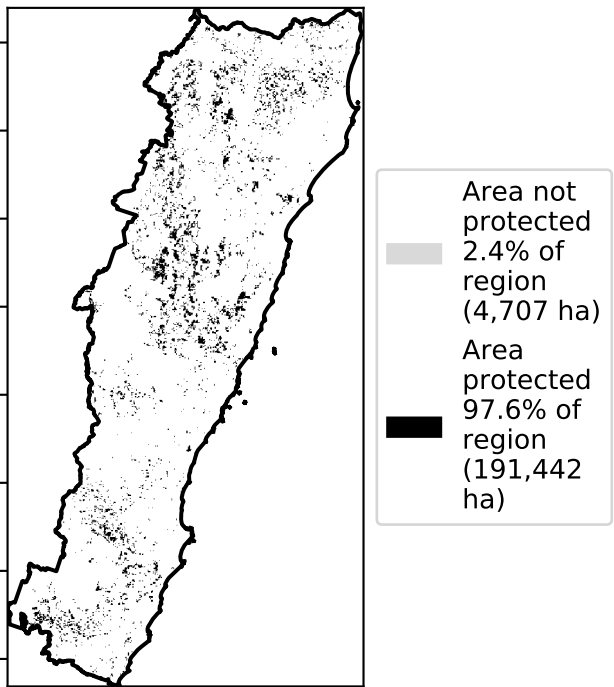 Area not
protected
2.4% of
region
(4,707 ha)
Area
protected
97.6% of
region
(191,442
ha)